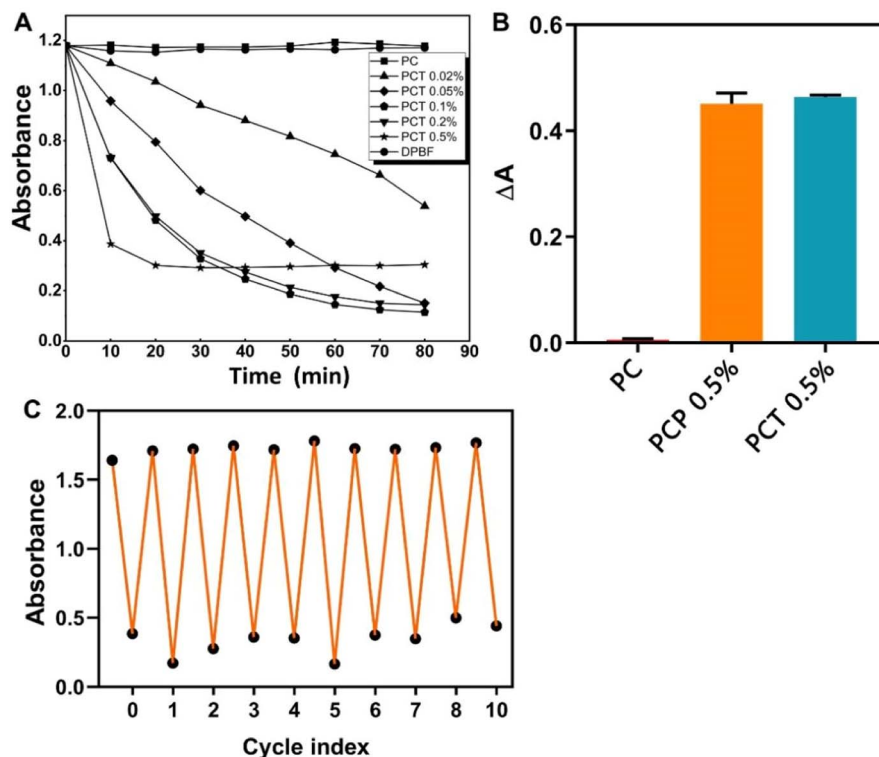 A
Absorbance
1.2
1.0
0.8
0.6
0.4
0.2
0.0
PC
PCT 0.02%
PCT 0.05%
PCT 0.1%
PCT 0.2%
PCT 0.5%
DPBF
0 10 20 30 40 50 60 70 80 90
Time (min)
B
ΔA
0.6
0.4
0.2
0.0
PC
PCP 0.5%
PCT 0.5%
C
Absorbance
2.0
1.5
1.0
0.5
0.0
0 1 2 3 4 5 6 7 8 10
Cycle index